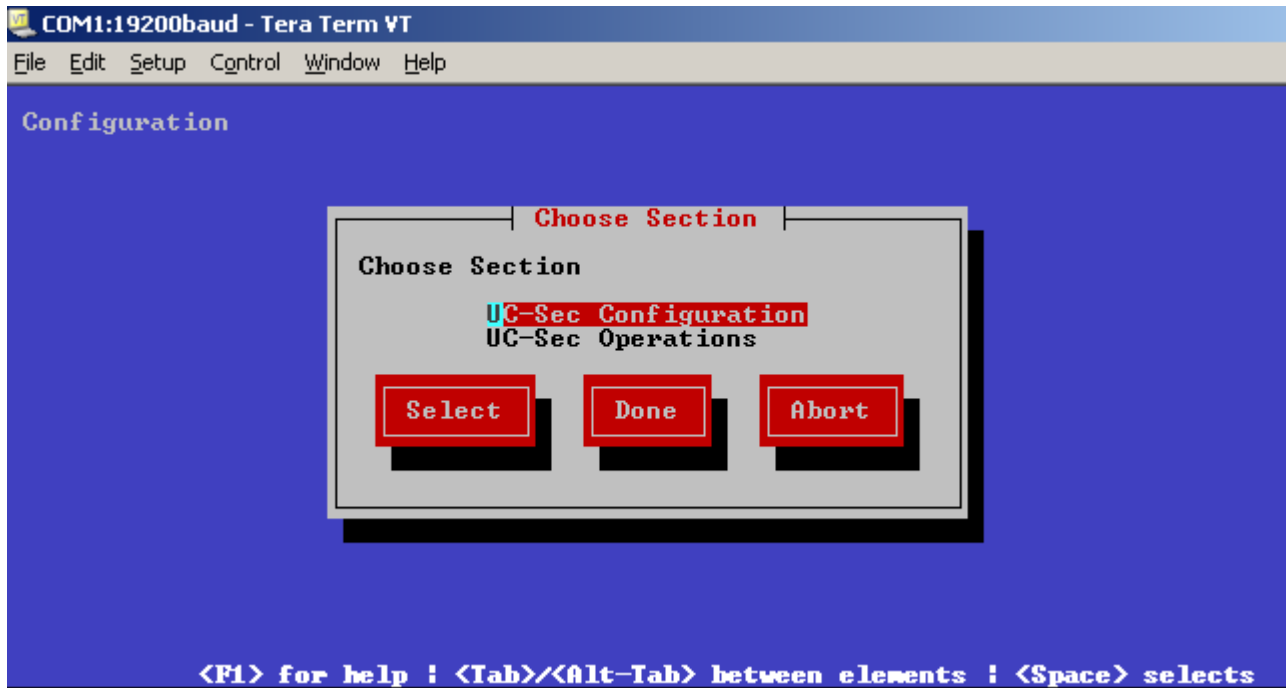 COM1:19200baud - Tera Term VT
File Edit Setup Control Window Help
Configuration
Choose Section
Choose Section
UC-Sec Configuration
UC-Sec Operations
Select Done Abort
<F1> for help | <Tab>/<Alt-Tab> between elements | <Space> selects